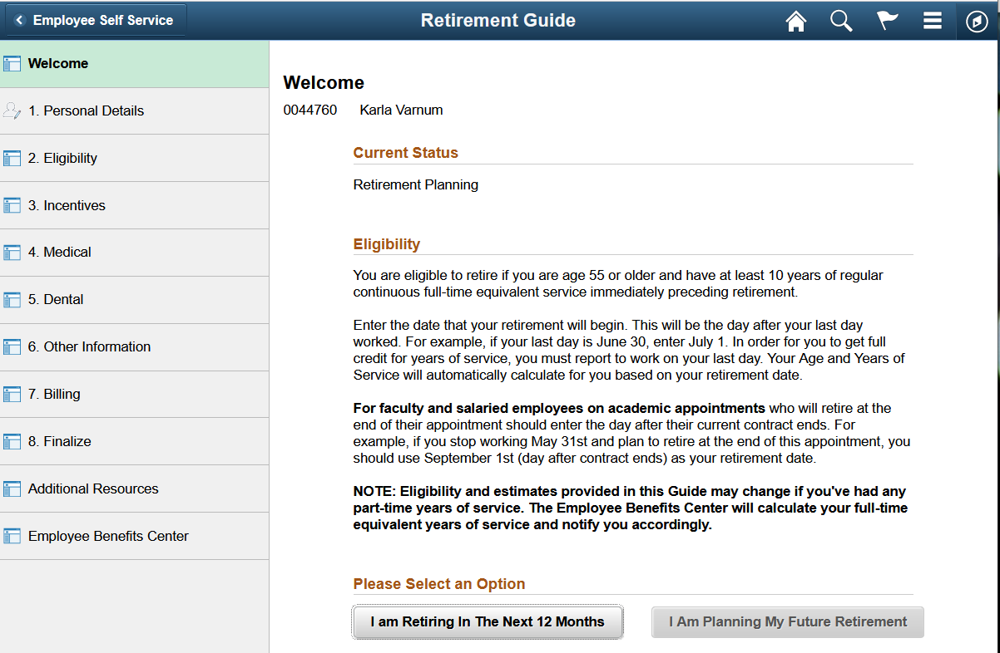 Employee Self Service
Retirement Guide
Welcome
1. Personal Details
2. Eligibility
3. Incentives
4. Medical
5. Dental
6. Other Information
7. Billing
8. Finalize
Additional Resources
Employee Benefits Center
Welcome
0044760 Karla Varnum
Current Status
Retirement Planning
Eligibility
You are eligible to retire if you are age 55 or older and have at least 10 years of regular
continuous full-time equivalent service immediately preceding retirement.
Enter the date that your retirement will begin. This will be the day after your last day
worked. For example, if your last day is June 30, enter July 1. In order for you to get full
credit for years of service, you must report to work on your last day. Your Age and Years of
Service will automatically calculate for you based on your retirement date.
For faculty and salaried employees on academic appointments who will retire at the
end of their appointment should enter the day after their current contract ends. For
example, if you stop working May 31st and plan to retire at the end of this appointment, you
should use September 1st (day after contract ends) as your retirement date.
NOTE: Eligibility and estimates provided in this Guide may change if you've had any
part-time years of service. The Employee Benefits Center will calculate your full-time
equivalent years of service and notify you accordingly.
Please Select an Option
I am Retiring In The Next 12 Months
I Am Planning My Future Retirement